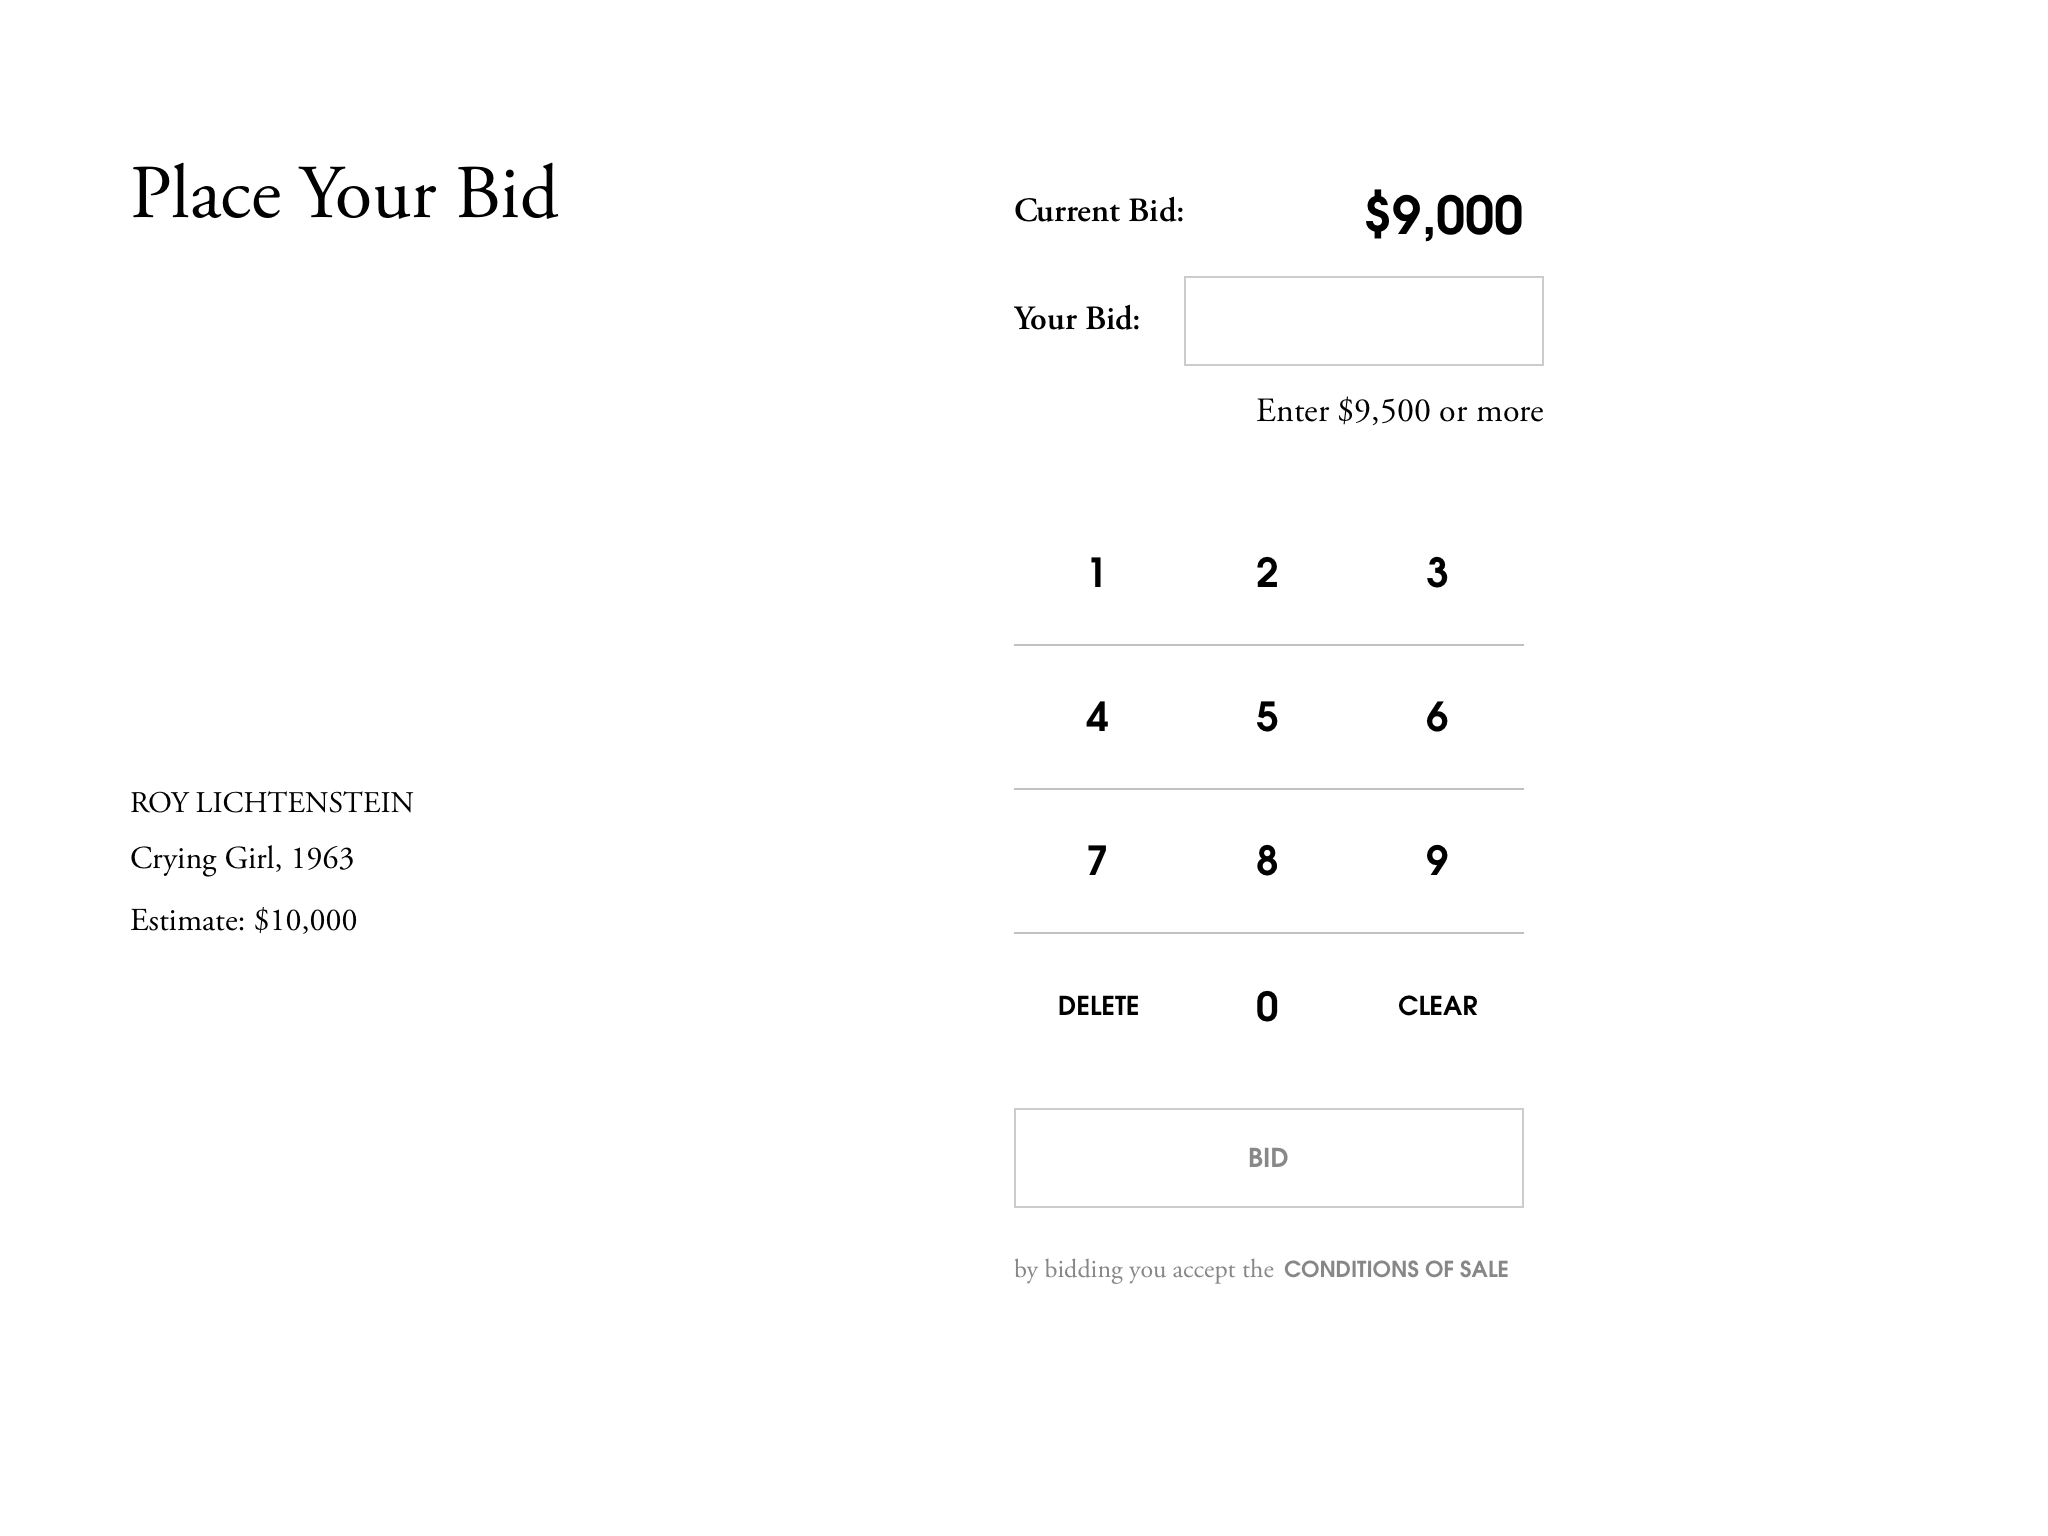 Place Your Bid
ROY LICHTENSTEIN
Crying Girl, 1963
Estimate: $10,000
Current Bid: $9,000
Your Bid:
Enter $9,500 or more
1 2 3
4 5 6
7 8 9
DELETE 0 CLEAR
BID
by bidding you accept the CONDITIONS OF SALE